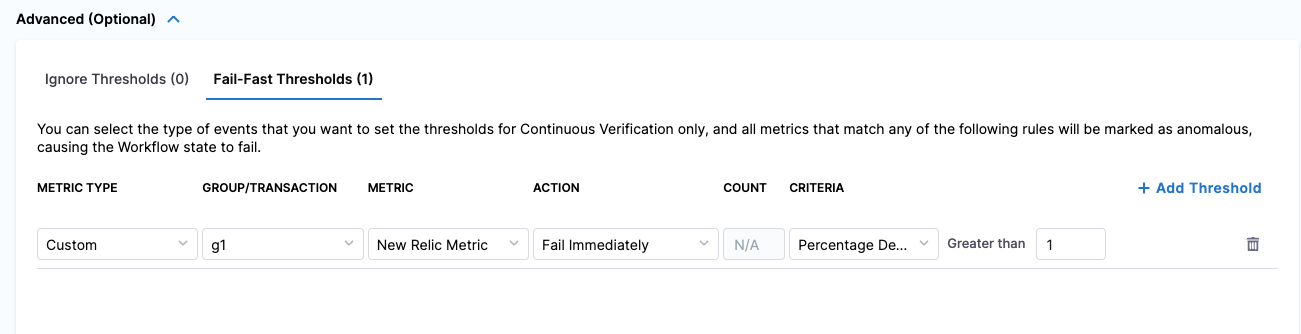 Advanced (Optional)
Ignore Thresholds (0) Fail-Fast Thresholds (1)
You can select the type of events that you want to set the thresholds for Continuous Verification only, and all metrics that match any of the following rules will be marked as anomalous,
causing the Workflow state to fail.
METRIC TYPE GROUP/TRANSACTION METRIC ACTION COUNT CRITERIA + Add Threshold
Custom g1 New Relic Metric Fail Immediately N/A Percentage De... Greater than 1